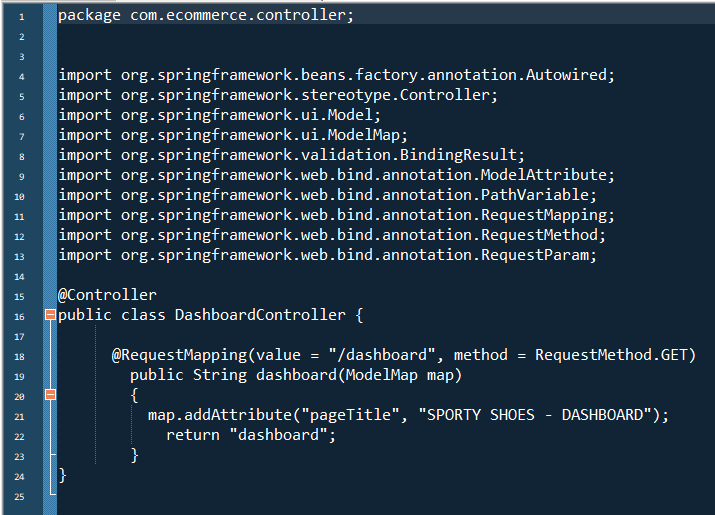 1 package com.ecommerce.controller;
2
3
4 import org.springframework.beans.factory.annotation.Autowired;
5 import org.springframework.stereotype.Controller;
6 import org.springframework.ui.Model;
7 import org.springframework.ui.ModelMap;
8 import org.springframework.validation.BindingResult;
9 import org.springframework.web.bind.annotation.ModelAttribute;
10 import org.springframework.web.bind.annotation.PathVariable;
11 import org.springframework.web.bind.annotation.RequestMapping;
12 import org.springframework.web.bind.annotation.RequestMethod;
13 import org.springframework.web.bind.annotation.RequestParam;
14
15 @Controller
16 public class DashboardController {
17
18       @RequestMapping(value = "/dashboard", method = RequestMethod.GET)
19         public String dashboard(ModelMap map)
20         {
21           map.addAttribute("pageTitle", "SPORTY SHOES - DASHBOARD");
22             return "dashboard";
23         }
24 }
25